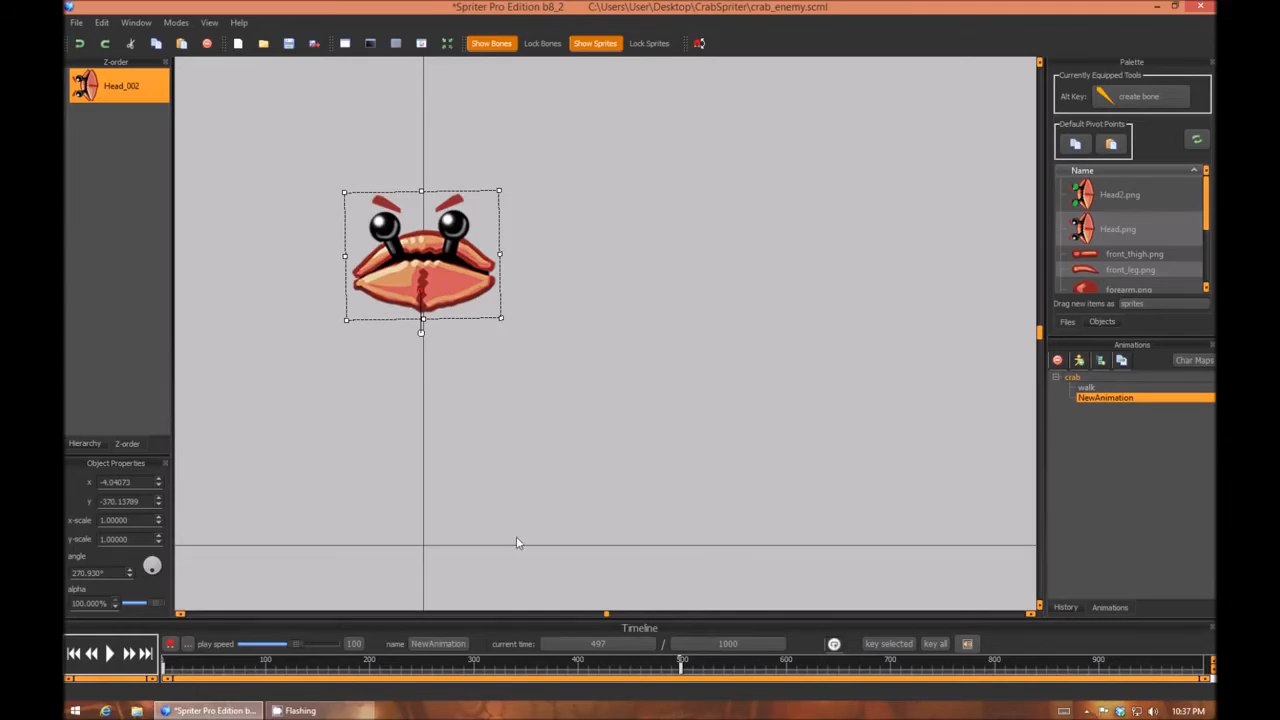 *Spriter Pro Edition b8_2 C:\Users\User\Desktop\CrabSpriter\crab_enemy.scml
File Edit Window Modes View Help
Show Bones Lock Bones Show Sprites Lock Sprites
Z-order
Head_002
Hierarchy Z-order
Object Properties
x -4.04073
y -370.13789
x-scale 1.00000
y-scale 1.00000
angle
270.930°
alpha
100.000%
Palette
Currently Equipped Tools
Alt Key: create bone
Default Pivot Points
Name
Head2.png
Head.png
front_thigh.png
front_leg.png
forearm.png
Drag new items as sprites
Files Objects
Animations
Char Maps
crab
walk
NewAnimation
History Animations
Timeline
... play speed 100 name NewAnimation current time: 497 / 1000 key selected key all
100 200 300 400 500 600 700 800 900
*Spriter Pro Edition b... Flashing 10:37 PM